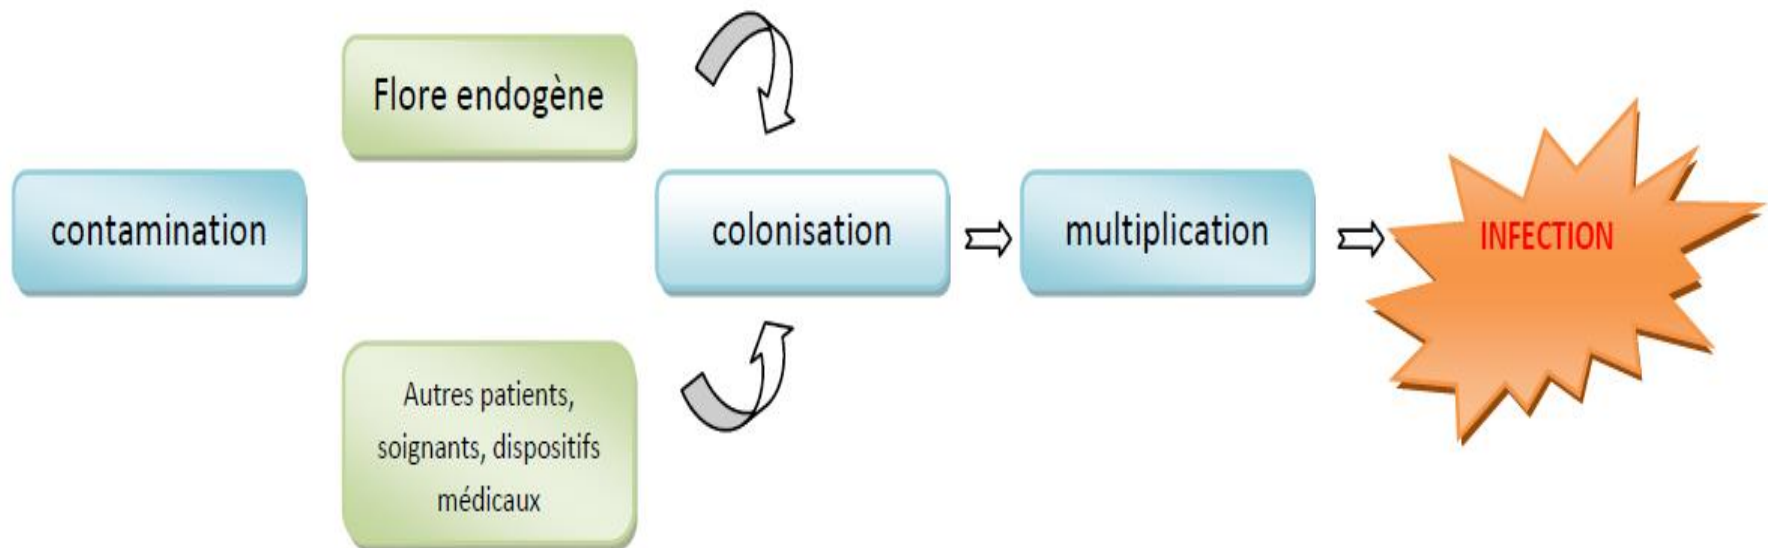 contamination
Flore endogène
Autres patients,
soignants, dispositifs
médicaux
colonisation
multiplication
INFECTION